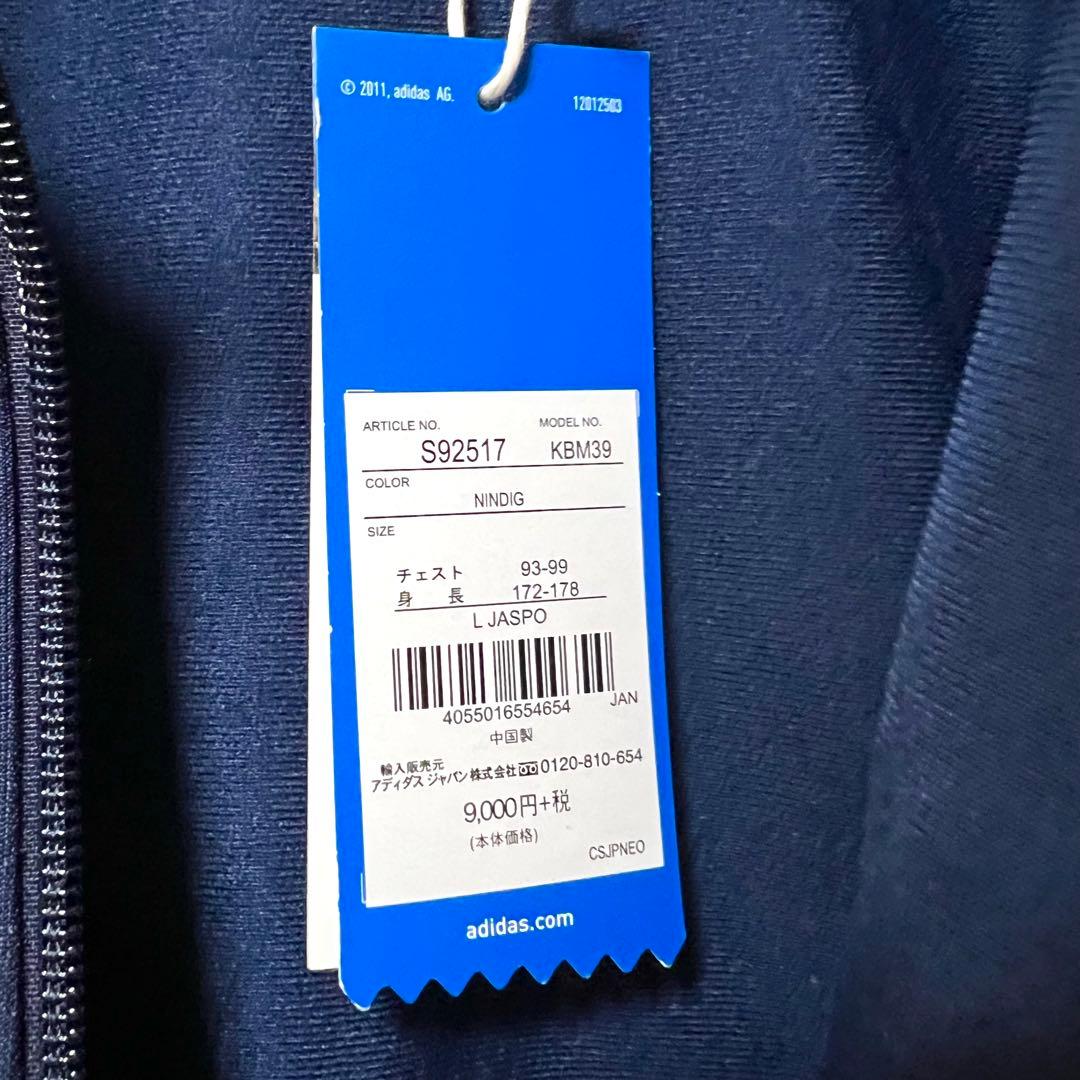 © 2011, adidas AG.
12012503
ARTICLE NO. MODEL NO.
S92517 KBM39
COLOR
NINDIG
SIZE
チェスト 93-99
身 長 172-178
L JASPO
4055016554654 JAN
中国製
輸入販売元
アディダス ジャパン 株式会社 0120-810-654
9,000円+税
(本体価格)
CSJPNEO
adidas.com